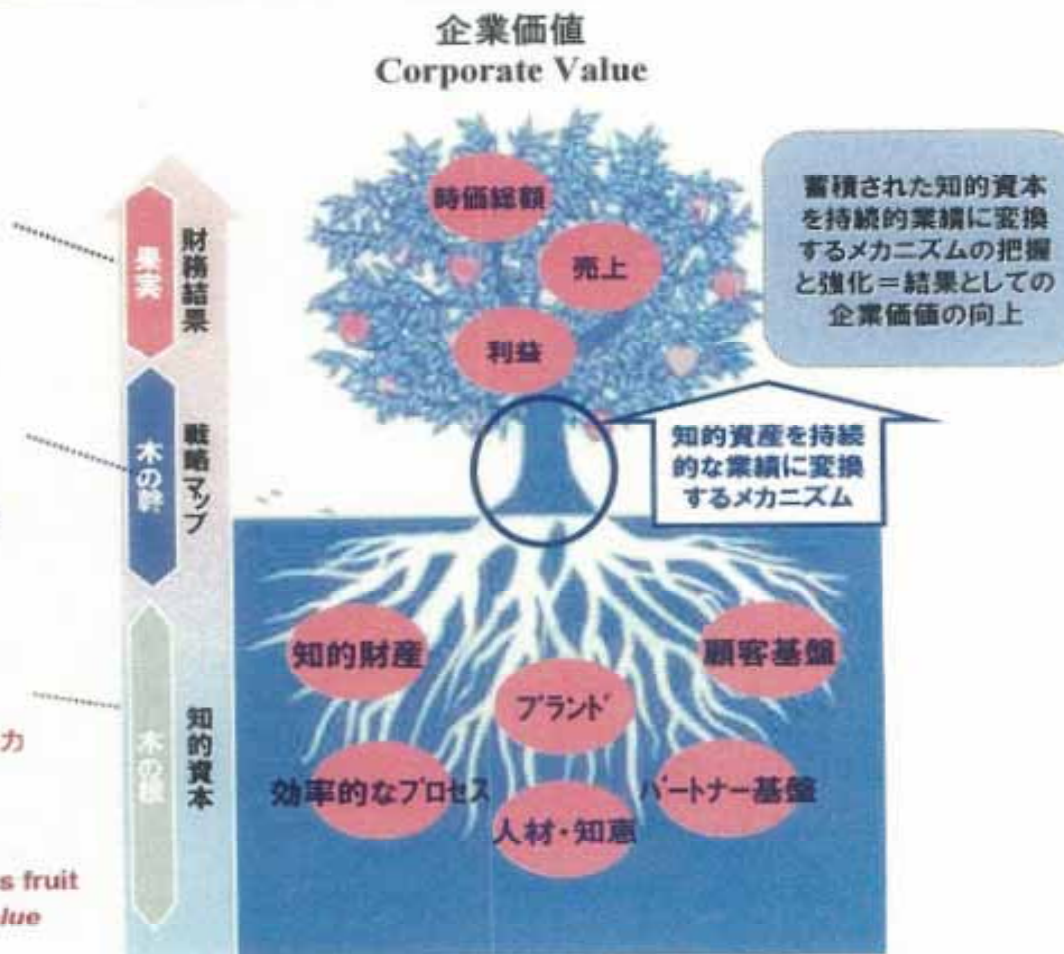 企業価値
Corporate Value
果実
財務結果
木の幹
戦略マップ
木の根
知的資本
時価総額
売上
利益
蓄積された知的資本
を持続的業績に変換
するメカニズムの把握
と強化=結果としての
企業価値の向上
知的資産を持続
的な業績に変換
するメカニズム
知的財産
顧客基盤
ブランド
効率的なプロセス
パートナー基盤
人材・知恵
力
s fruit
lue